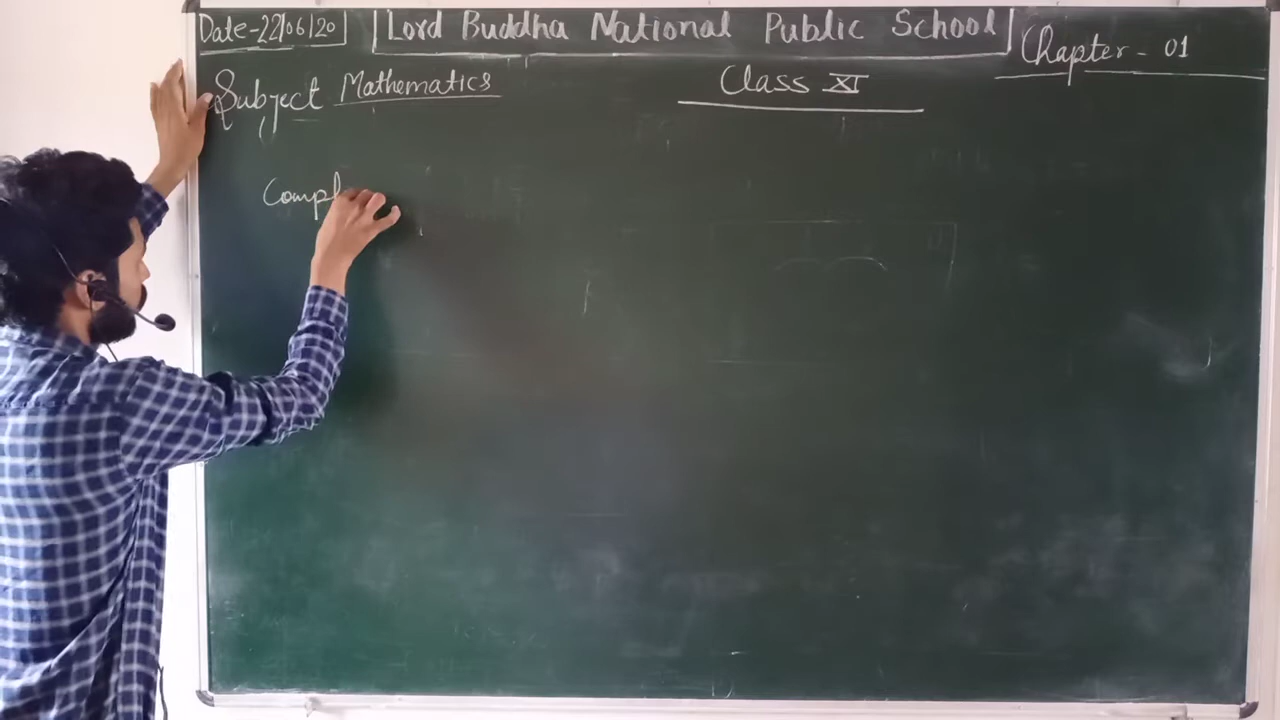 Date-22/06/20 Lord Buddha National Public School Chapter - 01
Subject Mathematics Class XI
Compl